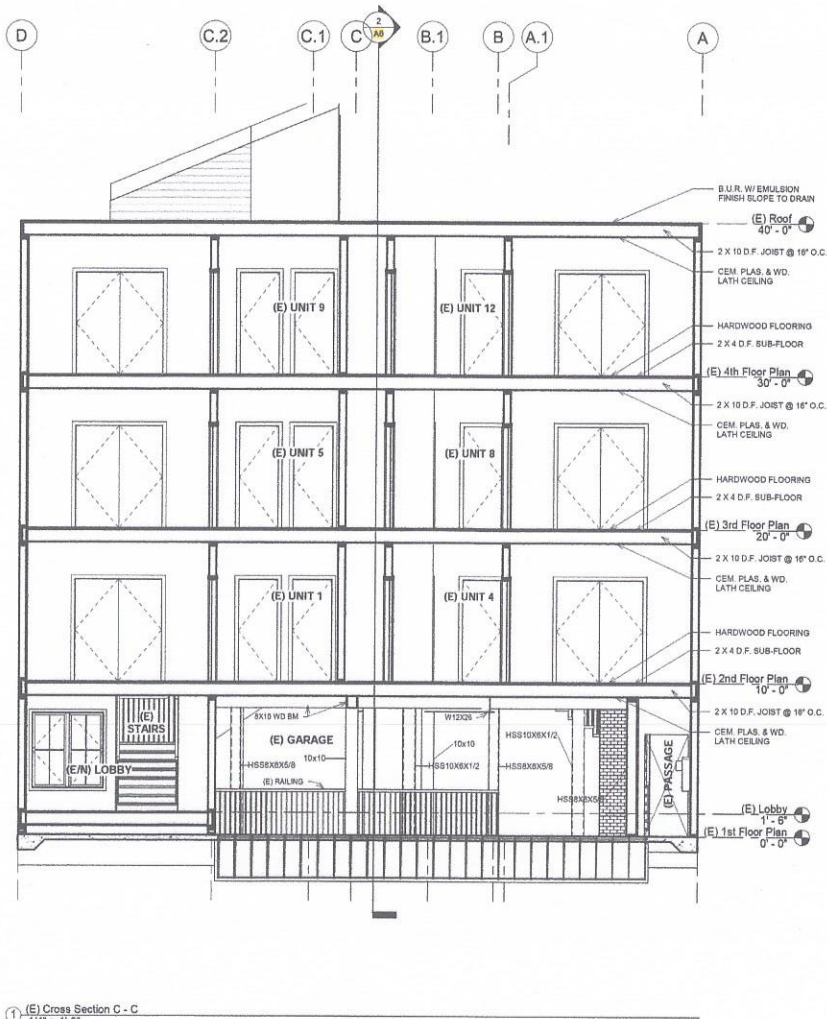 D
C.2
C.1
C
2
A0
B.1
B
A.1
A
B.U.R. W/ EMULSION
FINISH SLOPE TO DRAIN
(E) Roof
40' - 0"
2 X 10 D.F. JOIST @ 16" O.C.
CEM. PLAS. & WD.
LATH CEILING
(E) UNIT 9
(E) UNIT 12
HARDWOOD FLOORING
2 X 4 D.F. SUB-FLOOR
(E) 4th Floor Plan
30' - 0"
2 X 10 D.F. JOIST @ 16" O.C.
CEM. PLAS. & WD.
LATH CEILING
(E) UNIT 5
(E) UNIT 8
HARDWOOD FLOORING
2 X 4 D.F. SUB-FLOOR
(E) 3rd Floor Plan
20' - 0"
2 X 10 D.F. JOIST @ 16" O.C.
CEM. PLAS. & WD.
LATH CEILING
(E) UNIT 1
(E) UNIT 4
HARDWOOD FLOORING
2 X 4 D.F. SUB-FLOOR
(E) 2nd Floor Plan
10' - 0"
2 X 10 D.F. JOIST @ 16" O.C.
CEM. PLAS. & WD.
LATH CEILING
(E)
STAIRS
8X10 WD BM
W12X26
(E) GARAGE
10x10
10x10
HSS10X6X1/2
(E/N) LOBBY
HSS8X8X5/8
HSS10X6X1/2
HSS8X8X5/8
(E) RAILING
HSS8X8X5/8
(E) PASSAGE
(E) Lobby
1' - 6"
(E) 1st Floor Plan
0' - 0"
1
(E) Cross Section C - C